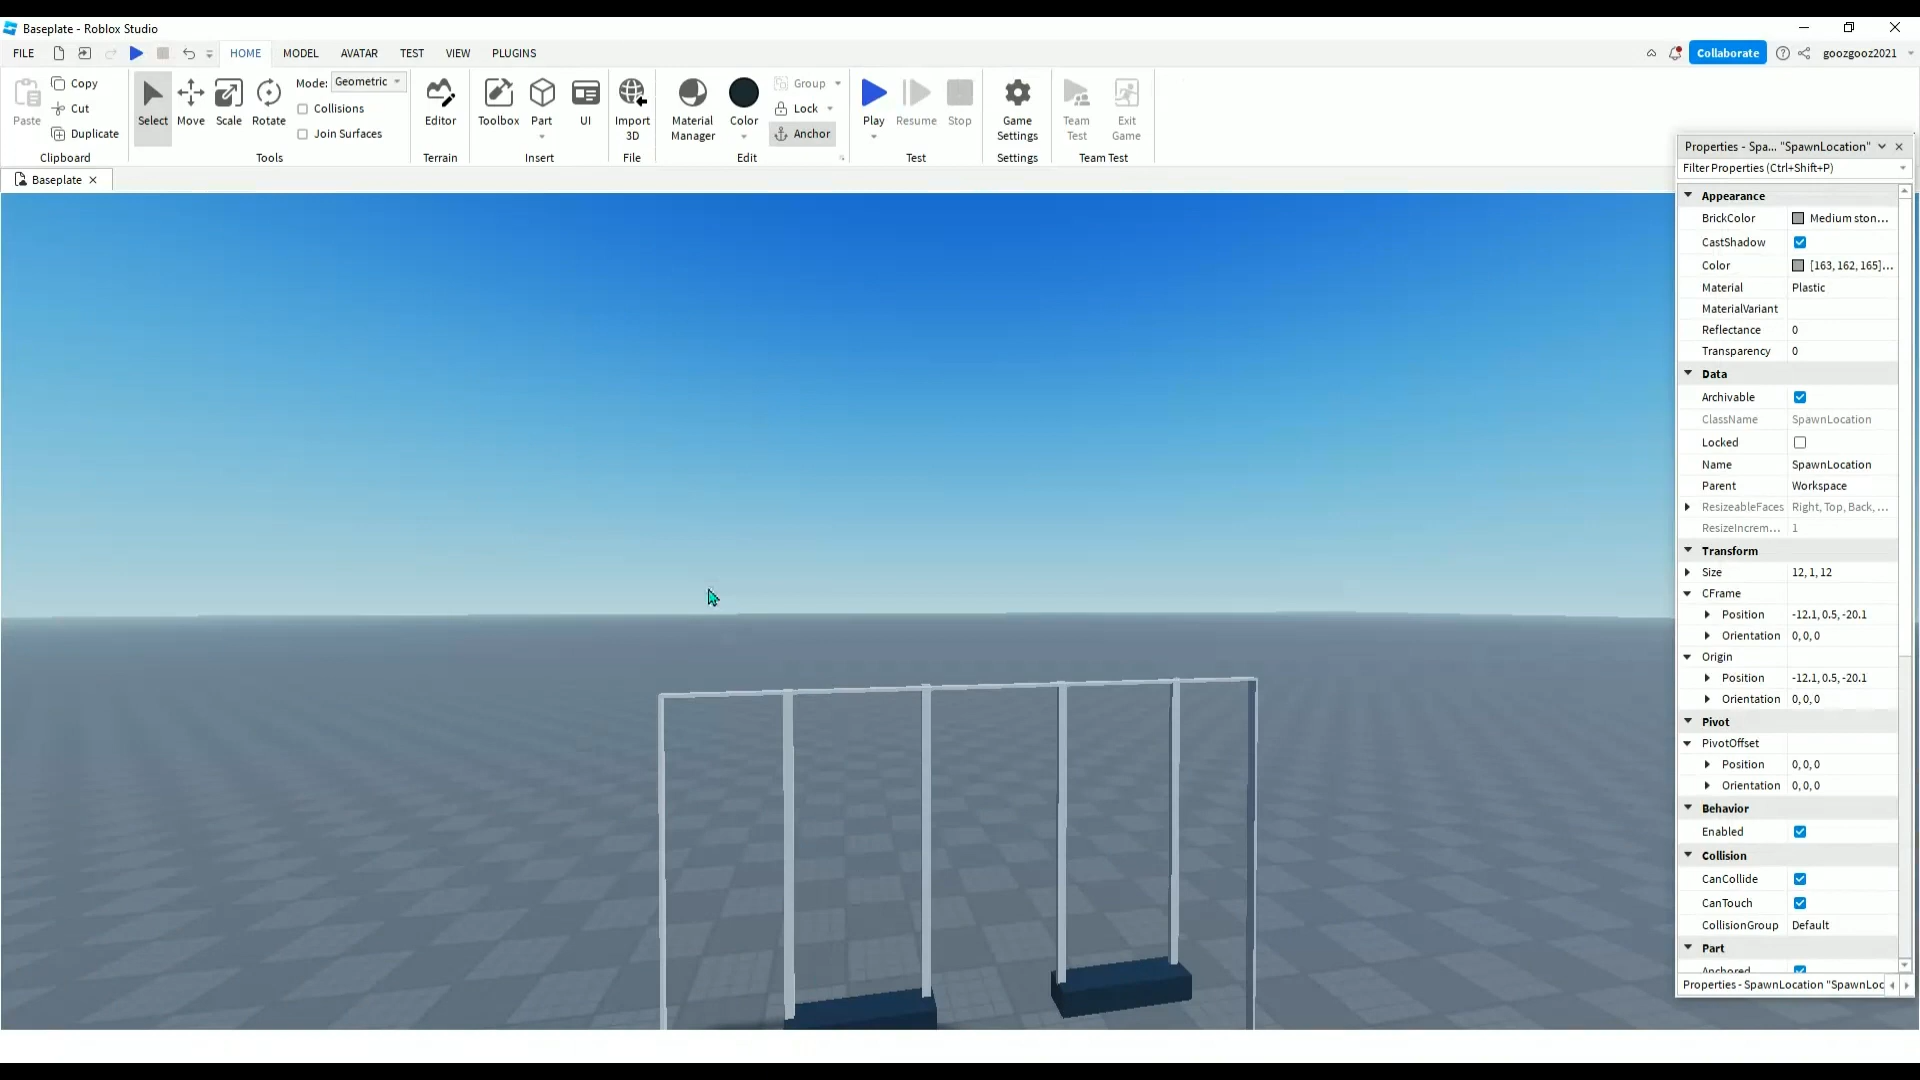 Baseplate - Roblox Studio
FILE HOME MODEL AVATAR TEST VIEW PLUGINS Collaborate goozgooz2021
Paste Copy Cut Duplicate Clipboard
Select Move Scale Rotate Mode: Geometric Collisions Join Surfaces Tools
Editor Terrain
Toolbox Part UI Insert
Import 3D File
Material Manager Color Group Lock Anchor Edit
Play Resume Stop Test
Game Settings Settings
Team Test Exit Game Team Test
Baseplate
Properties - Spa... "SpawnLocation"
Filter Properties (Ctrl+Shift+P)
Appearance
BrickColor Medium ston...
CastShadow
Color [163, 162, 165]...
Material Plastic
MaterialVariant
Reflectance 0
Transparency 0
Data
Archivable
ClassName SpawnLocation
Locked
Name SpawnLocation
Parent Workspace
ResizeableFaces Right, Top, Back, ...
ResizeIncrem... 1
Transform
Size 12, 1, 12
CFrame
Position -12.1, 0.5, -20.1
Orientation 0, 0, 0
Origin
Position -12.1, 0.5, -20.1
Orientation 0, 0, 0
Pivot
PivotOffset
Position 0, 0, 0
Orientation 0, 0, 0
Behavior
Enabled
Collision
CanCollide
CanTouch
CollisionGroup Default
Part
Anchored
Properties - SpawnLocation "SpawnLoc